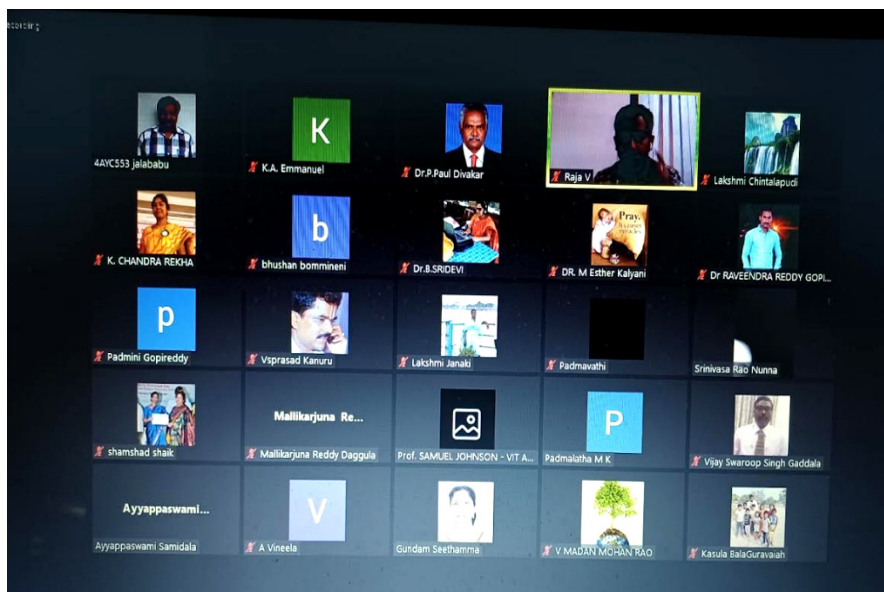 K
4AYC553 jalababu
K.A. Emmanuel
Dr.P.Paul Divakar
Raja V
Lakshmi Chintalapudi
b
Pray.
K. CHANDRA REKHA
bhushan bommineni
Dr.B.SRIDEVI
DR. M Esther Kalyani
Dr RAVEENDRA REDDY GOPI...
p
Padmini Gopireddy
Vsprasad Kanuru
Lakshmi Janaki
Padmavathi
Srinivasa Rao Nunna
Mallikarjuna Re...
P
shamshad shaik
Mallikarjuna Reddy Daggula
Prof. SAMUEL JOHNSON - VIT A...
Padmalatha M K
Vijay Swaroop Singh Gaddala
Ayyappaswami...
V
Ayyappaswami Samidala
A Vineela
Gundam Seethamma
V MADAN MOHAN RAO
Kasula BalaGuravaiah